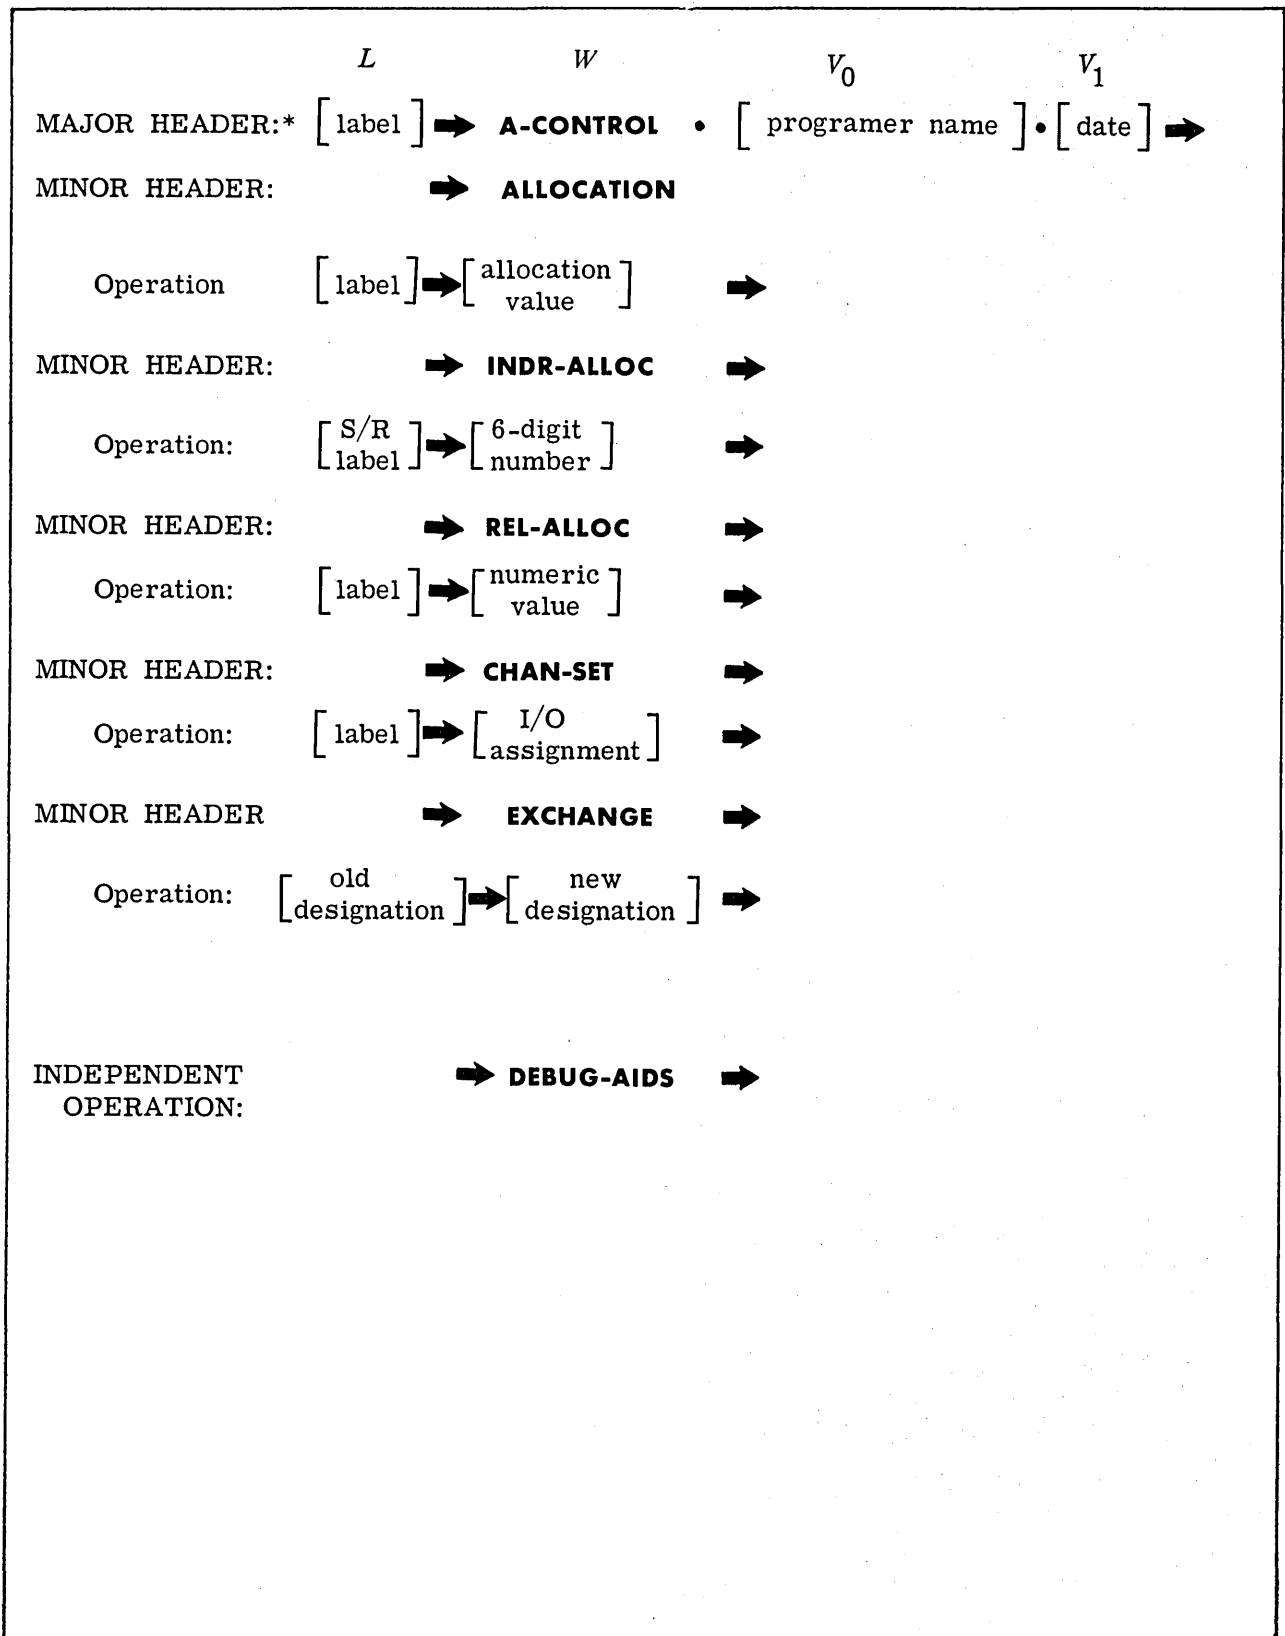 L W V0 V1
MAJOR HEADER:* [ label ] ➡ A-CONTROL • [ programer name ] • [ date ] ➡
MINOR HEADER: ➡ ALLOCATION
Operation [ label ] ➡ [ allocation value ] ➡
MINOR HEADER: ➡ INDR-ALLOC ➡
Operation: [ S/R label ] ➡ [ 6-digit number ] ➡
MINOR HEADER: ➡ REL-ALLOC ➡
Operation: [ label ] ➡ [ numeric value ] ➡
MINOR HEADER: ➡ CHAN-SET ➡
Operation: [ label ] ➡ [ I/O assignment ] ➡
MINOR HEADER ➡ EXCHANGE ➡
Operation: [ old designation ] ➡ [ new designation ] ➡
INDEPENDENT ➡ DEBUG-AIDS ➡
OPERATION: